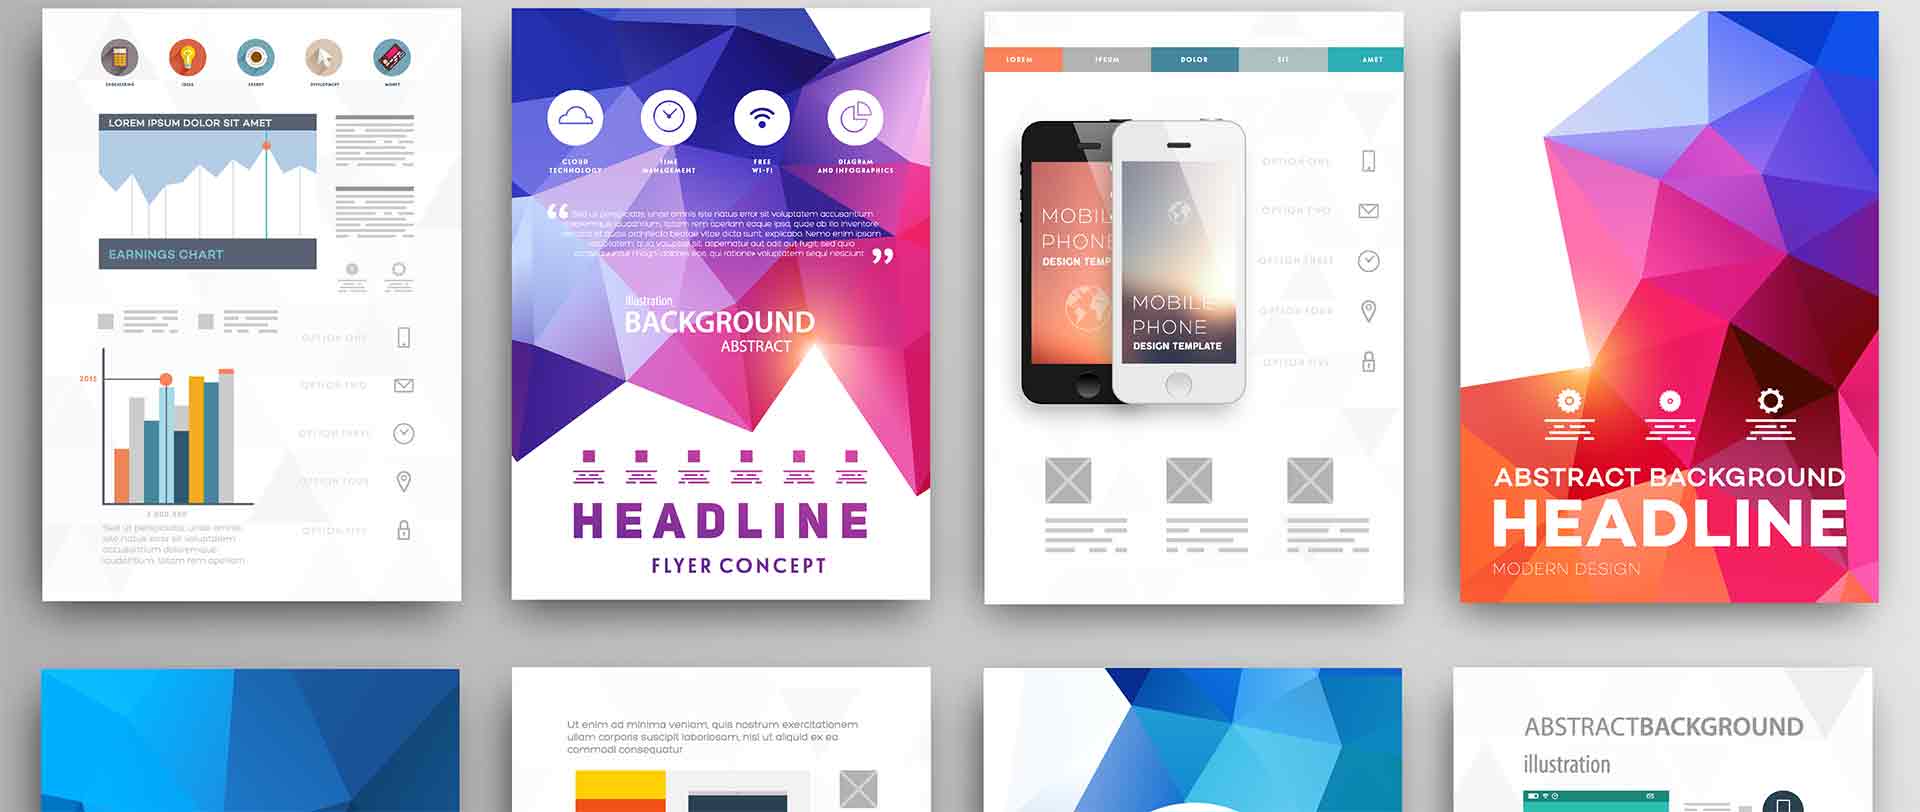 ENGINEERING
IDEAS
ENERGY
DEVELOPMENT
MONEY
LOREM IPSUM DOLOR SIT AMET
EARNINGS CHART
OPTION ONE
OPTION TWO
OPTION THREE
OPTION FOUR
OPTION FIVE
2015
Sed ut perspiciatis, unde omnis
iste natus error sit voluptatem
accusantium doloremque
laudantium, totam rem aperiam
CLOUD
TECHNOLOGY
TIME
MANAGEMENT
FREE
WI-FI
DIAGRAM
AND INFOGRAPHICS
“ Sed ut perspiciatis, unde omnis iste natus error sit voluptatem accusantium
doloremque laudantium, totam rem aperiam eaque ipsa, quae ab illo inventore
veritatis et quasi architecto beatae vitae dicta sunt, explicabo. Nemo enim ipsam
voluptatem, quia voluptas sit, aspernatur aut odit aut fugit, sed quia
consequuntur magni dolores eos, qui ratione voluptatem sequi nesciunt ”
illustration
BACKGROUND
ABSTRACT
HEADLINE
FLYER CONCEPT
LOREM
IPSUM
DOLOR
SIT
AMET
MOBIL
PHONE
DESIGN TEMP
MOBILE
PHONE
DESIGN TEMPLATE
OPTION ONE
OPTION TWO
OPTION THREE
OPTION FOUR
OPTION FIVE
ABSTRACT BACKGROUND
HEADLINE
MODERN DESIGN
Ut enim ad minima veniam, quis nostrum exercitationem
ullam corporis suscipit laboriosam, nisi ut aliquid ex ea
commodi consequatur
ABSTRACTBACKGROUND
illustration